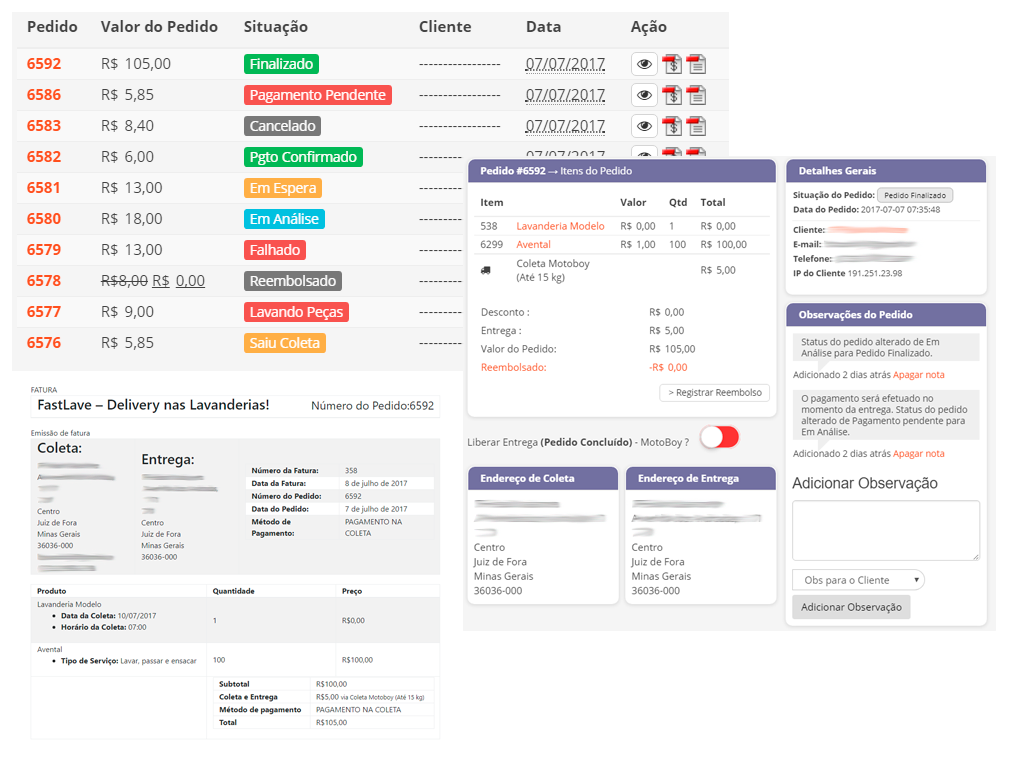 Pedido Valor do Pedido Situação Cliente Data Ação
6592 R$ 105,00 Finalizado ----------------- 07/07/2017
6586 R$ 5,85 Pagamento Pendente ----------------- 07/07/2017
6583 R$ 8,40 Cancelado ----------------- 07/07/2017
6582 R$ 6,00 Pgto Confirmado ---------
6581 R$ 13,00 Em Espera ---------
6580 R$ 18,00 Em Análise ---------
6579 R$ 13,00 Falhado ---------
6578 R$8,00 R$ 0,00 Reembolsado ---------
6577 R$ 9,00 Lavando Peças ---------
6576 R$ 5,85 Saiu Coleta ---------
Pedido #6592 → Itens do Pedido
Item Valor Qtd Total
538 Lavanderia Modelo R$ 0,00 1 R$ 0,00
6299 Avental R$ 1,00 100 R$ 100,00
Coleta Motoboy
(Até 15 kg) R$ 5,00
Desconto : R$ 0,00
Entrega : R$ 5,00
Valor do Pedido: R$ 105,00
Reembolsado: -R$ 0,00
> Registrar Reembolso
Liberar Entrega (Pedido Concluído) - MotoBoy ?
Endereço de Coleta
Centro
Juiz de Fora
Minas Gerais
36036-000
Endereço de Entrega
Centro
Juiz de Fora
Minas Gerais
36036-000
Detalhes Gerais
Situação do Pedido: Pedido Finalizado
Data do Pedido: 2017-07-07 07:35:48
Cliente:
E-mail:
Telefone:
IP do Cliente 191.251.23.98
Observações do Pedido
Status do pedido alterado de Em
Análise para Pedido Finalizado.
Adicionado 2 dias atrás Apagar nota
O pagamento será efetuado no
momento da entrega. Status do pedido
alterado de Pagamento pendente para
Em Análise.
Adicionado 2 dias atrás Apagar nota
Adicionar Observação
Obs para o Cliente
Adicionar Observação
FATURA
FastLave – Delivery nas Lavanderias! Número do Pedido:6592
Emissão de fatura
Coleta:
Centro
Juiz de Fora
Minas Gerais
36036-000
Entrega:
Centro
Juiz de Fora
Minas Gerais
36036-000
Número da Fatura: 358
Data da Fatura: 8 de julho de 2017
Número do Pedido: 6592
Data do Pedido: 7 de julho de 2017
Método de PAGAMENTO NA
Pagamento: COLETA
Produto Quantidade Preço
Lavanderia Modelo
• Data da Coleta: 10/07/2017
• Horário da Coleta: 07:00
1 R$0,00
Avental
• Tipo de Serviço: Lavar, passar e ensacar
100 R$100,00
Subtotal R$100,00
Coleta e Entrega R$5,00 via Coleta Motoboy (Até 15 kg)
Método de pagamento PAGAMENTO NA COLETA
Total R$105,00